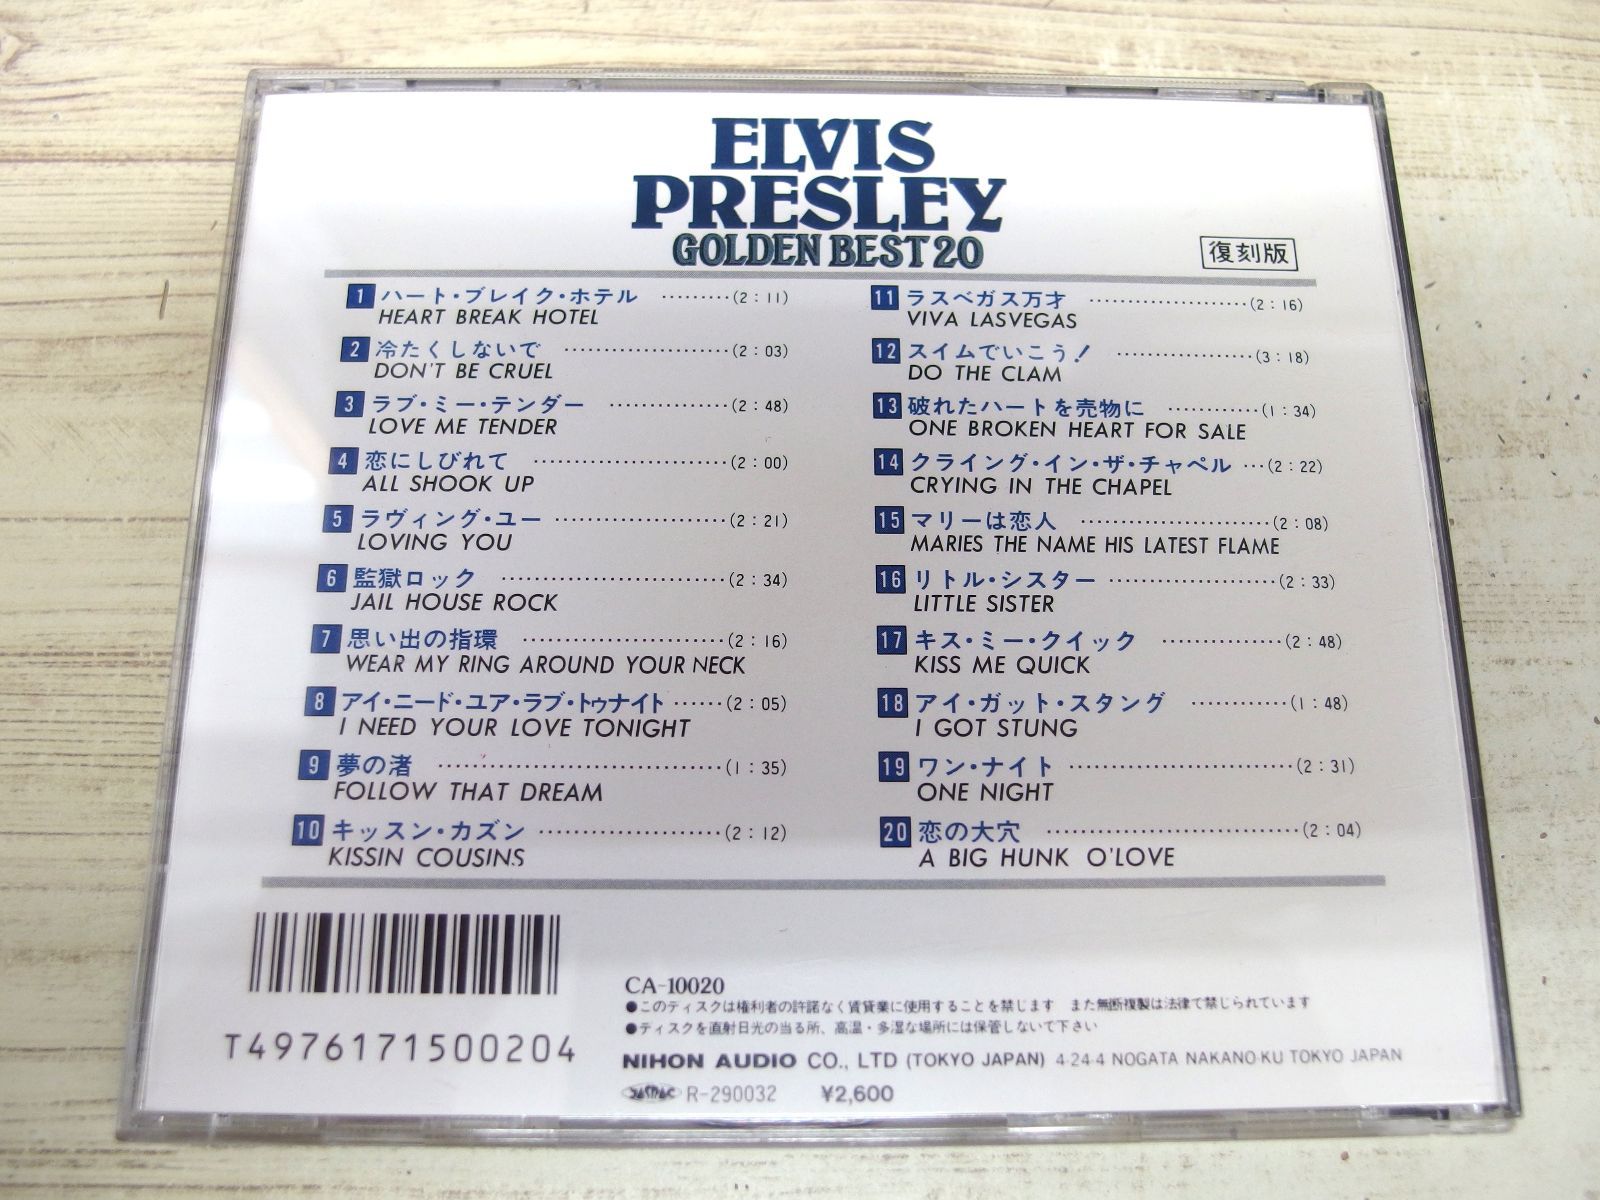 ELVIS
PRESLEY
GOLDEN BEST 20
復刻版
1 ハート・ブレイク・ホテル ………(2:11)
HEART BREAK HOTEL
2 冷たくしないで ………(2:03)
DON'T BE CRUEL
3 ラブ・ミー・テンダー ………(2:48)
LOVE ME TENDER
4 恋にしびれて ………(2:00)
ALL SHOOK UP
5 ラヴィング・ユー ………(2:21)
LOVING YOU
6 監獄ロック ………(2:34)
JAIL HOUSE ROCK
7 思い出の指環 ………(2:16)
WEAR MY RING AROUND YOUR NECK
8 アイ・ニード・ユア・ラブ・トゥナイト ……(2:05)
I NEED YOUR LOVE TONIGHT
9 夢の渚 ………(1:35)
FOLLOW THAT DREAM
10 キッスン・カズン ………(2:12)
KISSIN COUSINS
11 ラスベガス万才 ………(2:16)
VIVA LASVEGAS
12 スイムでいこう! ………(3:18)
DO THE CLAM
13 破れたハートを売物に ………(1:34)
ONE BROKEN HEART FOR SALE
14 クライング・イン・ザ・チャペル …(2:22)
CRYING IN THE CHAPEL
15 マリーは恋人 ………(2:08)
MARIES THE NAME HIS LATEST FLAME
16 リトル・シスター ………(2:33)
LITTLE SISTER
17 キス・ミー・クイック ………(2:48)
KISS ME QUICK
18 アイ・ガット・スタング ………(1:48)
I GOT STUNG
19 ワン・ナイト ………(2:31)
ONE NIGHT
20 恋の大穴 ………(2:04)
A BIG HUNK O'LOVE
T4976171500204
CA-10020
●このディスクは権利者の許諾なく賃貸業に使用することを禁じます また無断複製は法律で禁じられています
●ディスクを直射日光の当る所、高温・多湿な場所には保管しないで下さい
NIHON AUDIO CO., LTD (TOKYO JAPAN) 4-24-4 NOGATA NAKANO-KU TOKYO JAPAN
JASRAC R-290032 ¥2,600